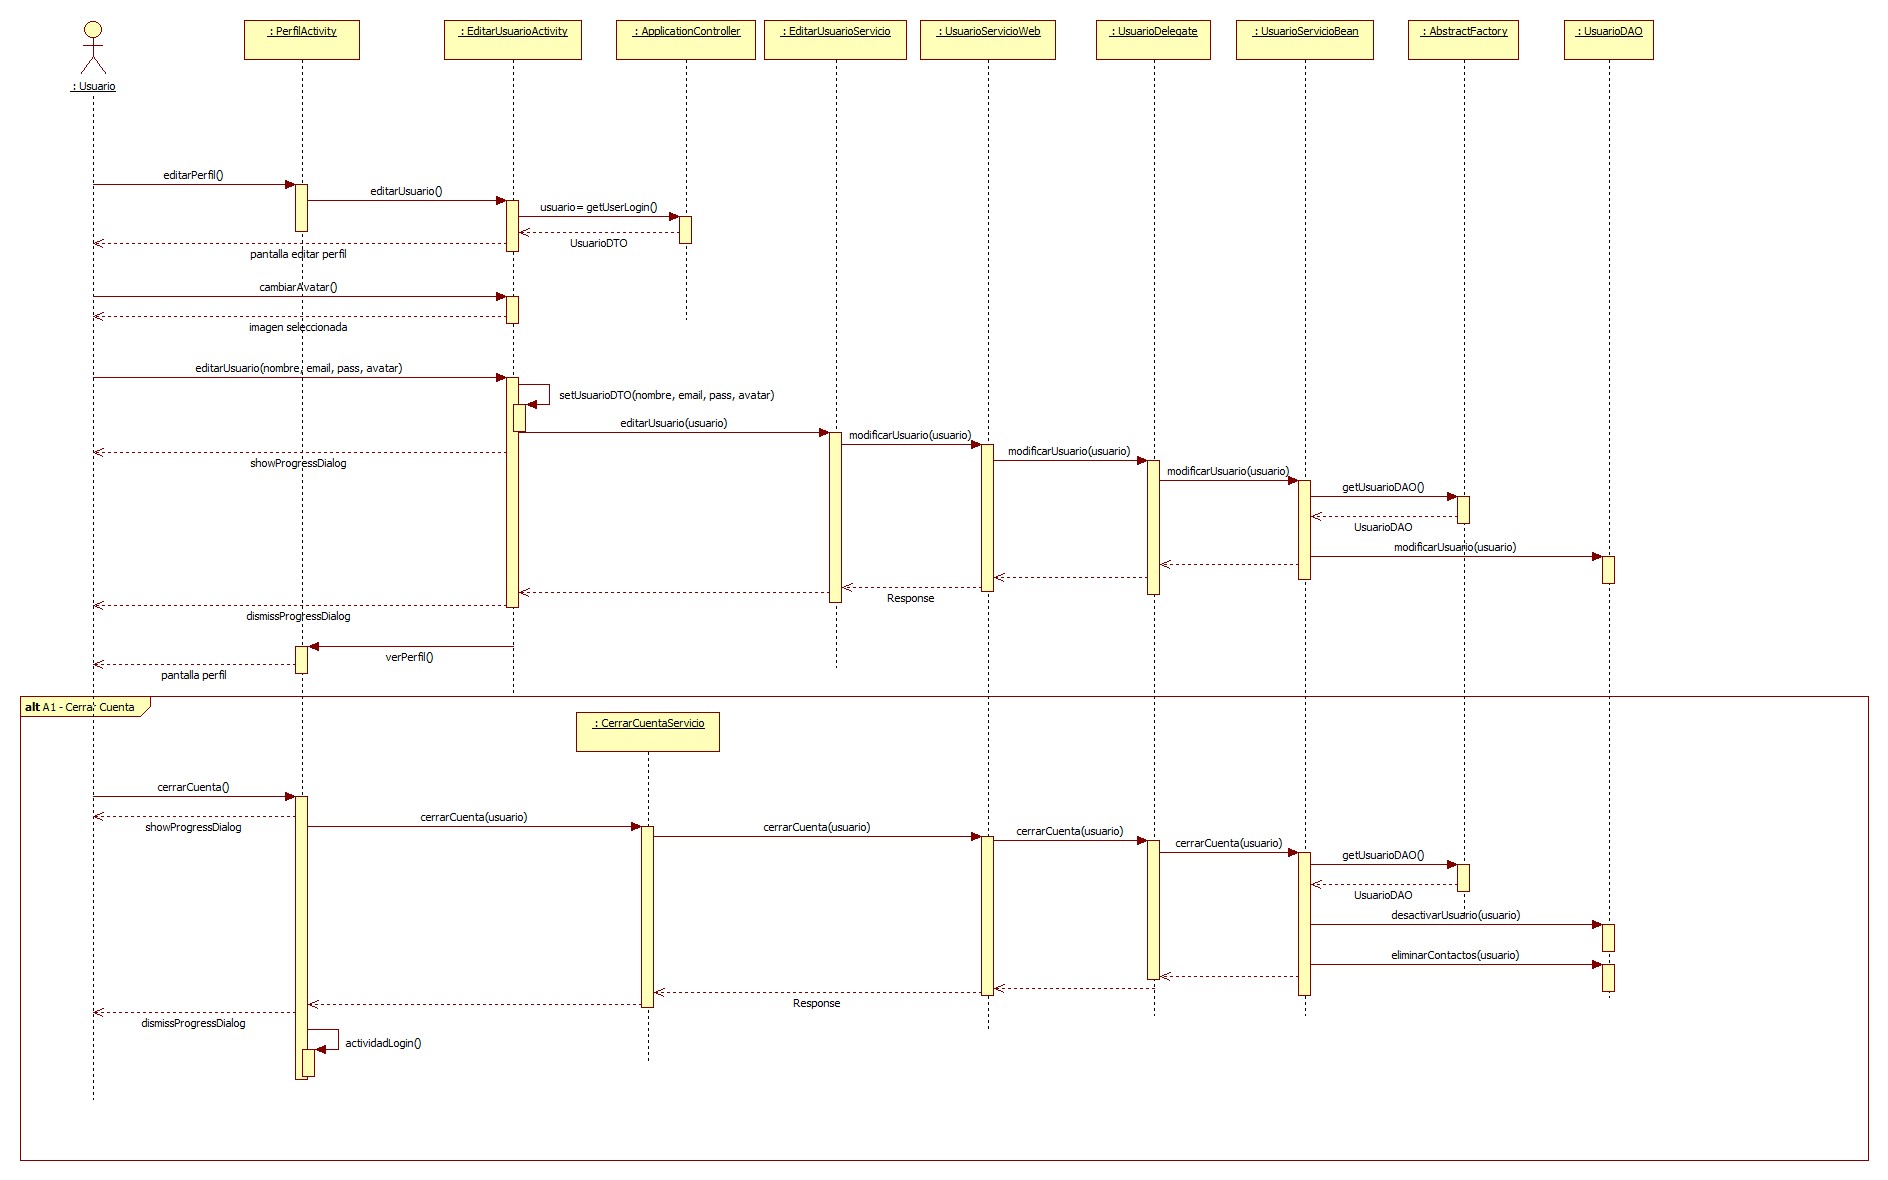 : Usuario
: PerfilActivity
: EditarUsuarioActivity
: ApplicationController
: EditarUsuarioServicio
: UsuarioServicioWeb
: UsuarioDelegate
: UsuarioServicioBean
: AbstractFactory
: UsuarioDAO
editarPerfil()
editarUsuario()
usuario= getUserLogin()
UsuarioDTO
pantalla editar perfil
cambiarAvatar()
imagen seleccionada
editarUsuario(nombre, email, pass, avatar)
setUsuarioDTO(nombre, email, pass, avatar)
editarUsuario(usuario)
modificarUsuario(usuario)
modificarUsuario(usuario)
showProgressDialog
modificarUsuario(usuario)
getUsuarioDAO()
UsuarioDAO
modificarUsuario(usuario)
Response
dismissProgressDialog
verPerfil()
pantalla perfil
alt A1 - Cerrar Cuenta
: CerrarCuentaServicio
cerrarCuenta()
showProgressDialog
cerrarCuenta(usuario)
cerrarCuenta(usuario)
cerrarCuenta(usuario)
cerrarCuenta(usuario)
getUsuarioDAO()
UsuarioDAO
desactivarUsuario(usuario)
eliminarContactos(usuario)
Response
dismissProgressDialog
actividadLogin()